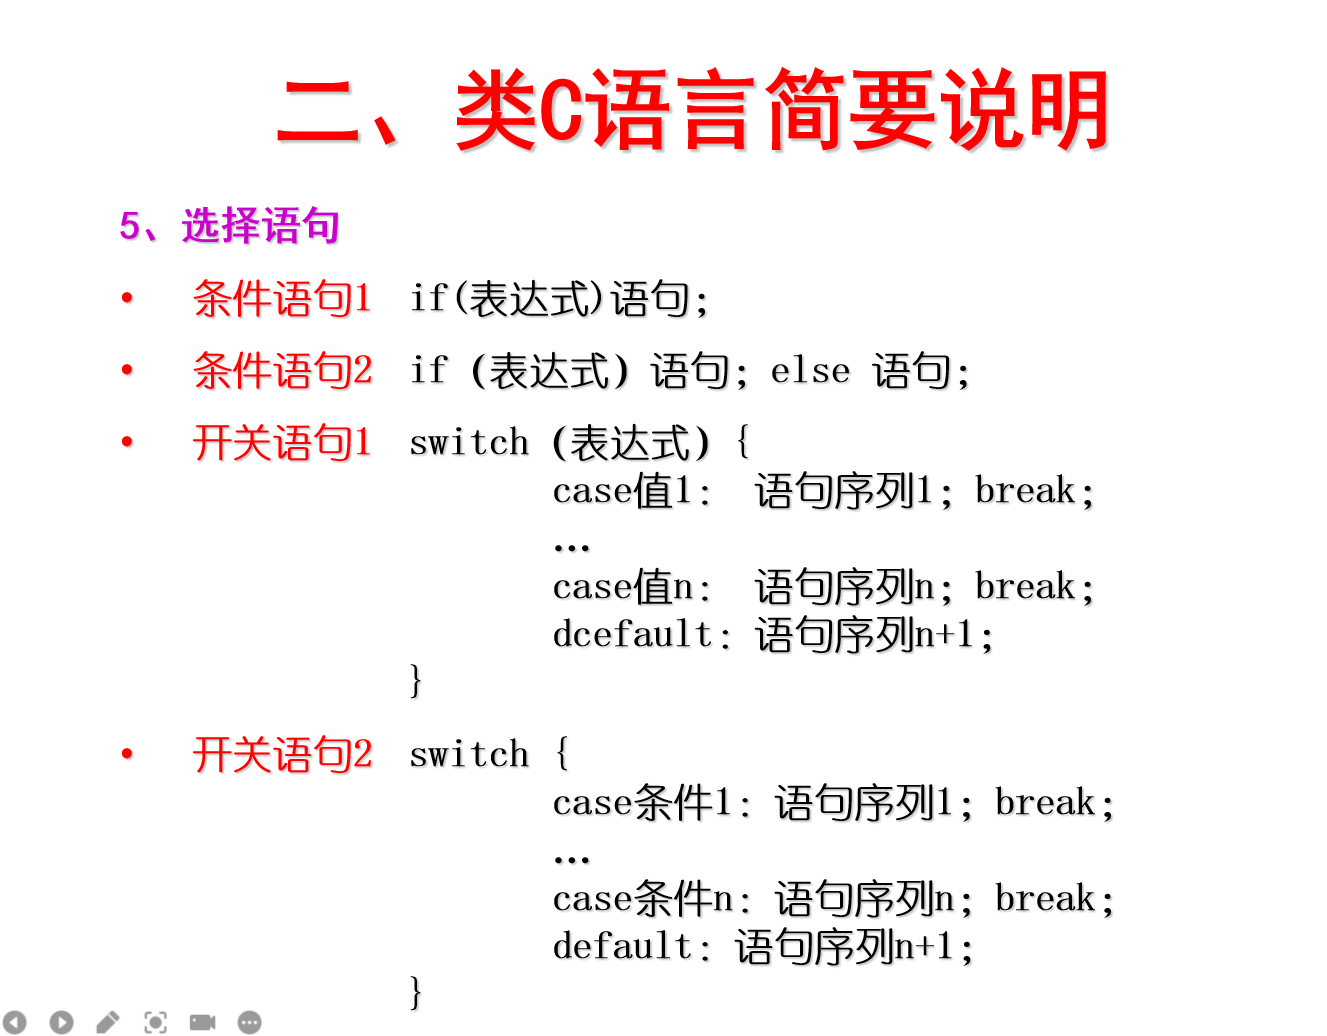 二、类C语言简要说明
5、选择语句
• 条件语句1 if(表达式)语句;
• 条件语句2 if (表达式) 语句; else 语句;
• 开关语句1 switch (表达式) {
case值1: 语句序列1; break;
…
case值n: 语句序列n; break;
dcefault: 语句序列n+1;
}
• 开关语句2 switch {
case条件1: 语句序列1; break;
…
case条件n: 语句序列n; break;
default: 语句序列n+1;
}